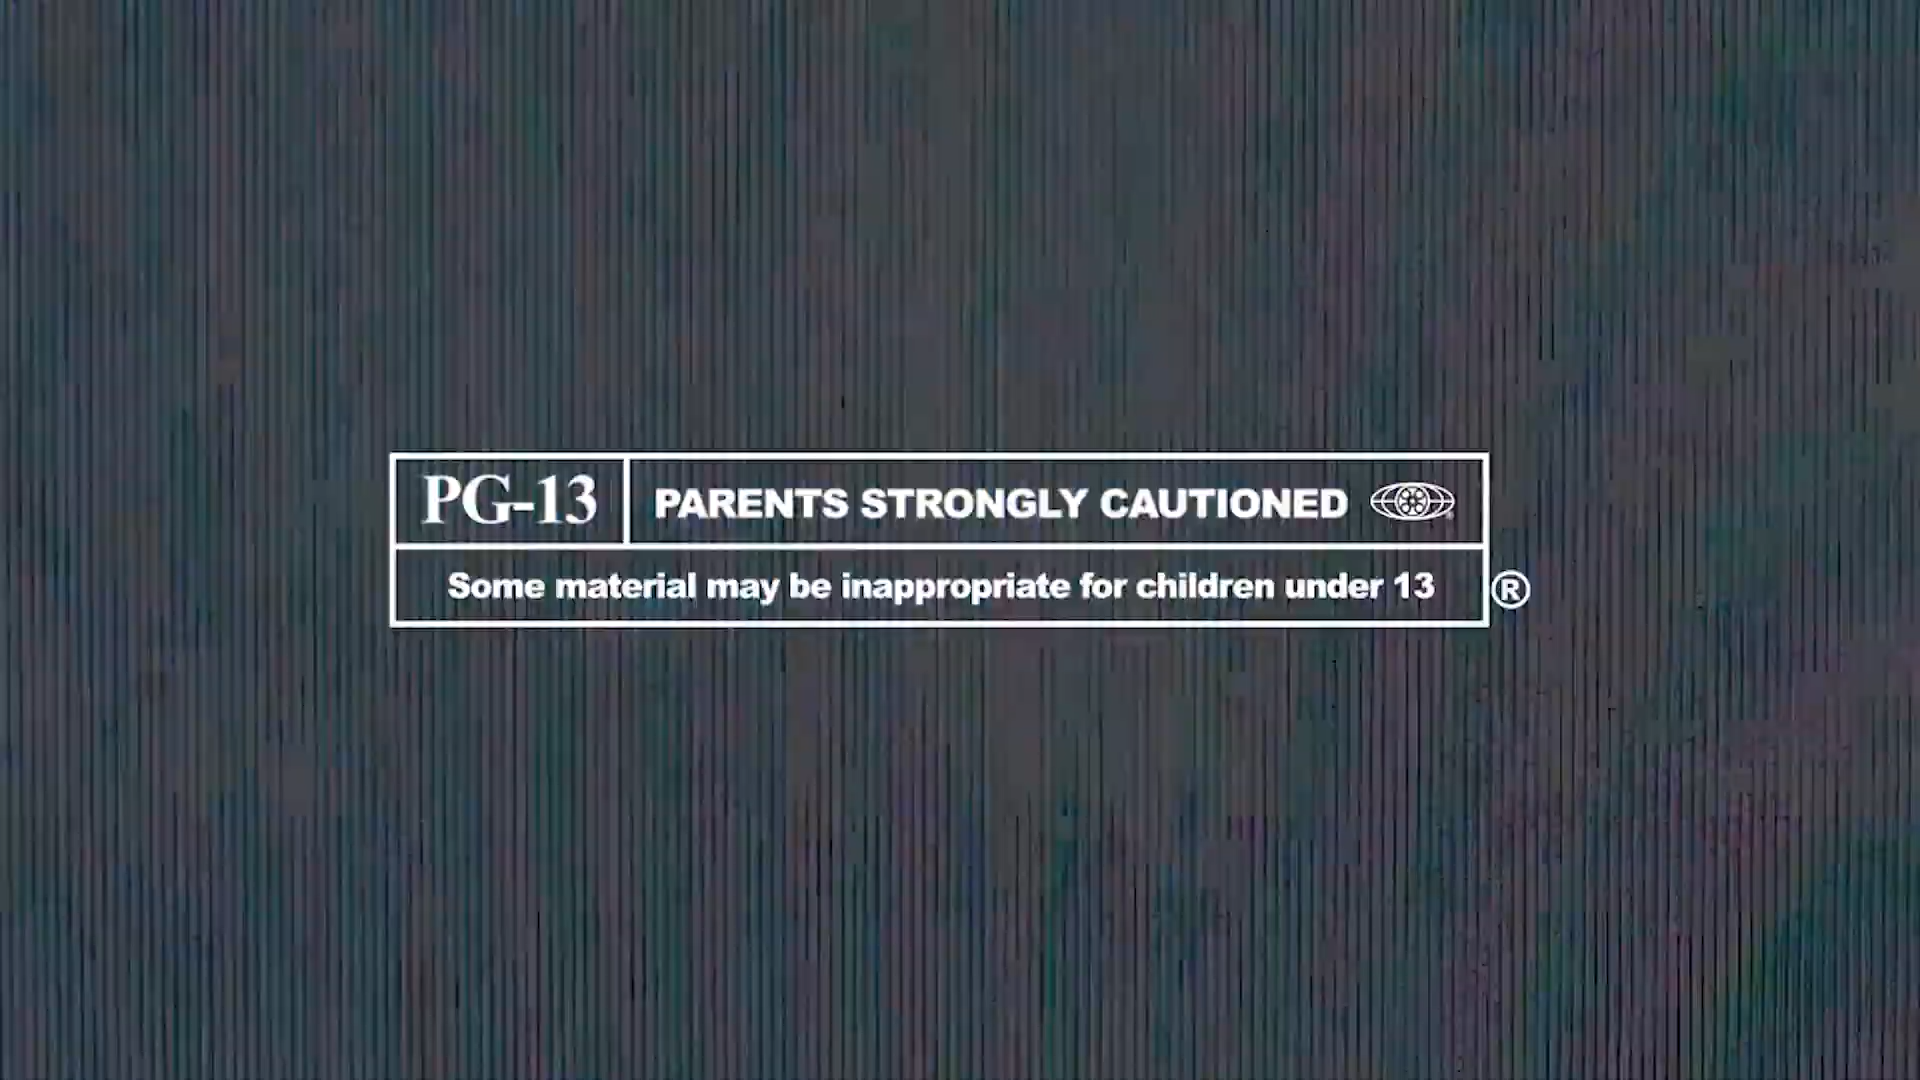 PG-13 PARENTS STRONGLY CAUTIONED
Some material may be inappropriate for children under 13 ®